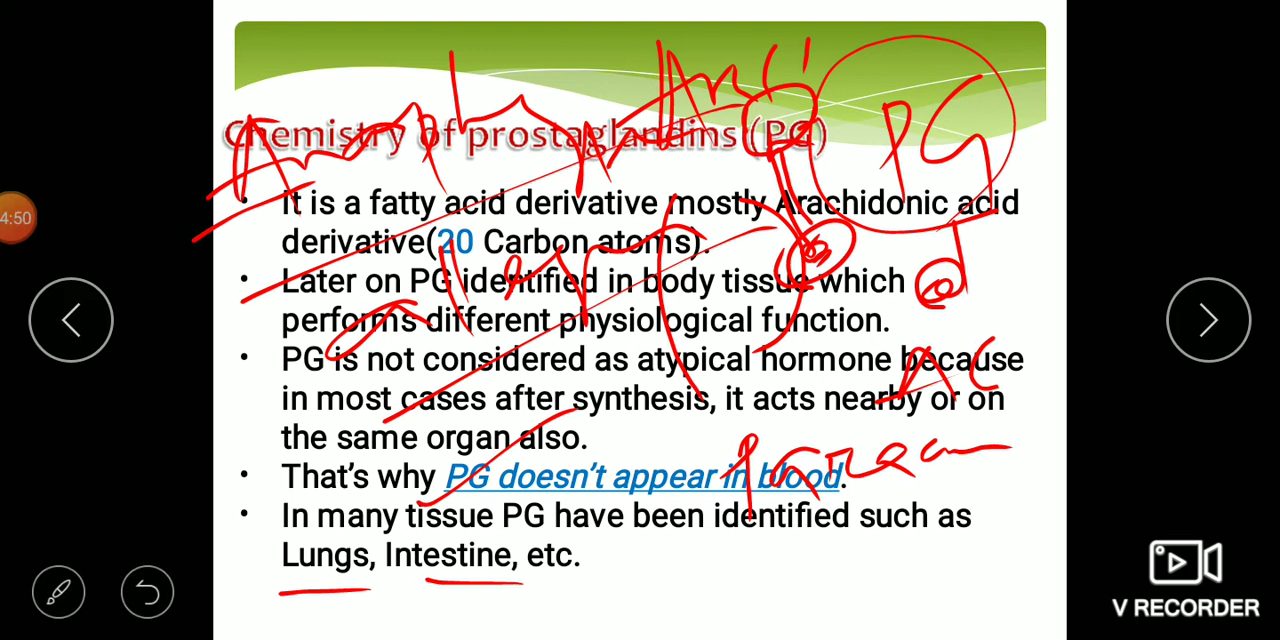 Chemistry of prostaglandins (PG)
PG
• It is a fatty acid derivative mostly Arachidonic acid
derivative(20 Carbon atoms).
• Later on PG identified in body tissue which
performs different physiological function.
• PG is not considered as atypical hormone because
in most cases after synthesis, it acts nearby or on
the same organ also.
• That's why PG doesn't appear in blood.
• In many tissue PG have been identified such as
Lungs, Intestine, etc.
4:50
V RECORDER